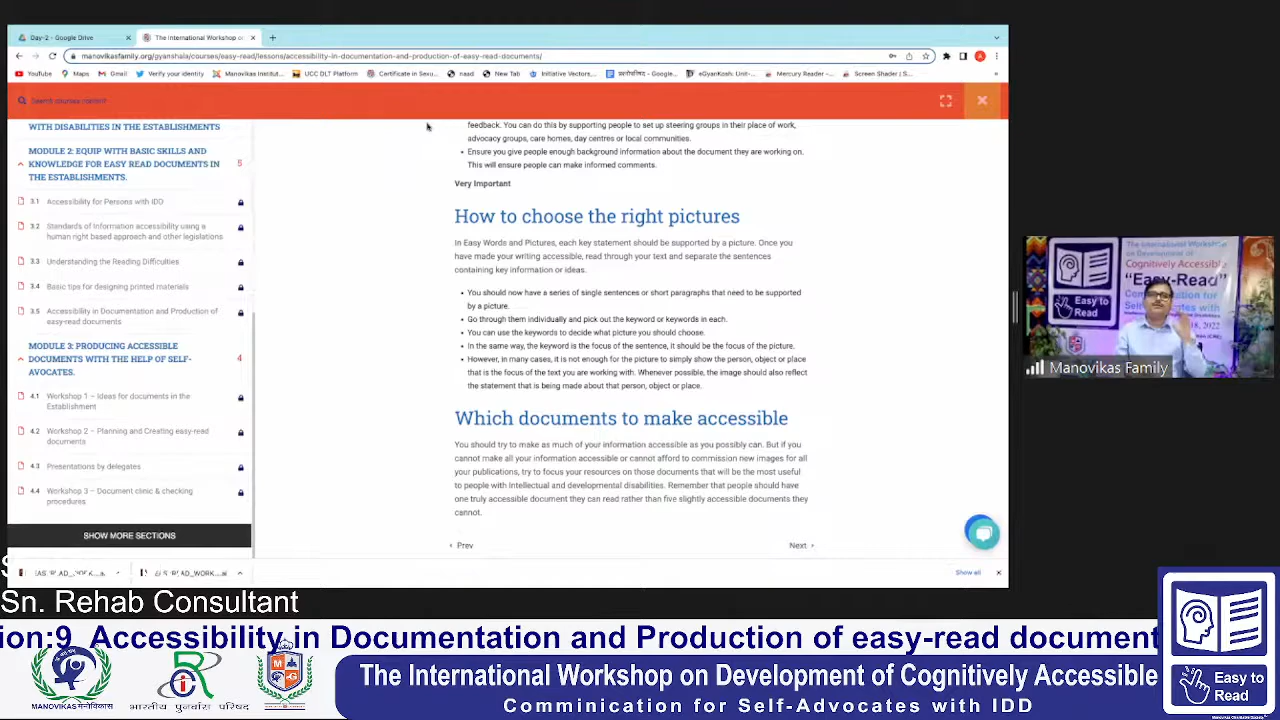 Day-2 - Google Drive
The International Workshop on
manovikasfamily.org/gyanshala/courses/easy-read/lessons/accessibility-in-documentation-and-production-of-easy-read-documents/
YouTube
Maps
Gmail
Verify your identity
Manovikas Institut...
UCC DLT Platform
Certificate in Sexu...
naad
New Tab
Initiative Vectors,...
- Google...
eGyanKosh: Unit-...
Mercury Reader -...
Screen Shader | S...
Search courses content
WITH DISABILITIES IN THE ESTABLISHMENTS
MODULE 2: EQUIP WITH BASIC SKILLS AND
KNOWLEDGE FOR EASY READ DOCUMENTS IN
THE ESTABLISHMENTS.
5
3.1 Accessibility for Persons with IDD
3.2 Standards of Information accessibility using a
human right based approach and other legislations
3.3 Understanding the Reading Difficulties
3.4 Basic tips for designing printed materials
3.5 Accessibility in Documentation and Production of
easy-read documents
MODULE 3: PRODUCING ACCESSIBLE
DOCUMENTS WITH THE HELP OF SELF-
AVOCATES.
4
4.1 Workshop 1 – Ideas for documents in the
Establishment
4.2 Workshop 2 – Planning and Creating easy-read
documents
4.3 Presentations by delegates
4.4 Workshop 3 – Document clinic & checking
procedures
SHOW MORE SECTIONS
feedback. You can do this by supporting people to set up steering groups in their place of work,
advocacy groups, care homes, day centres or local communities.
• Ensure you give people enough background information about the document they are working on.
This will ensure people can make informed comments.
Very Important
How to choose the right pictures
In Easy Words and Pictures, each key statement should be supported by a picture. Once you
have made your writing accessible, read through your text and separate the sentences
containing key information or ideas.
• You should now have a series of single sentences or short paragraphs that need to be supported
by a picture.
• Go through them individually and pick out the keyword or keywords in each.
• You can use the keywords to decide what picture you should choose.
• In the same way, the keyword is the focus of the sentence, it should be the focus of the picture.
• However, in many cases, it is not enough for the picture to simply show the person, object or place
that is the focus of the text you are working with. Whenever possible, the image should also reflect
the statement that is being made about that person, object or place.
Which documents to make accessible
You should try to make as much of your information accessible as you possibly can. But if you
cannot make all your information accessible or cannot afford to commission new images for all
your publications, try to focus your resources on those documents that will be the most useful
to people with Intellectual and developmental disabilities. Remember that people should have
one truly accessible document they can read rather than five slightly accessible documents they
cannot.
‹ Prev
Next ›
Show all
The International Workshop
on Development of
Cognitively Accessible
"Easy-Read"
Easy to
Read
Manovikas Family
Sn. Rehab Consultant
ion:9 Accessibility in Documentation and Production of easy-read document
The International Workshop on Development of Cognitively Accessible
Communication for Self-Advocates with IDD
Easy to
Read